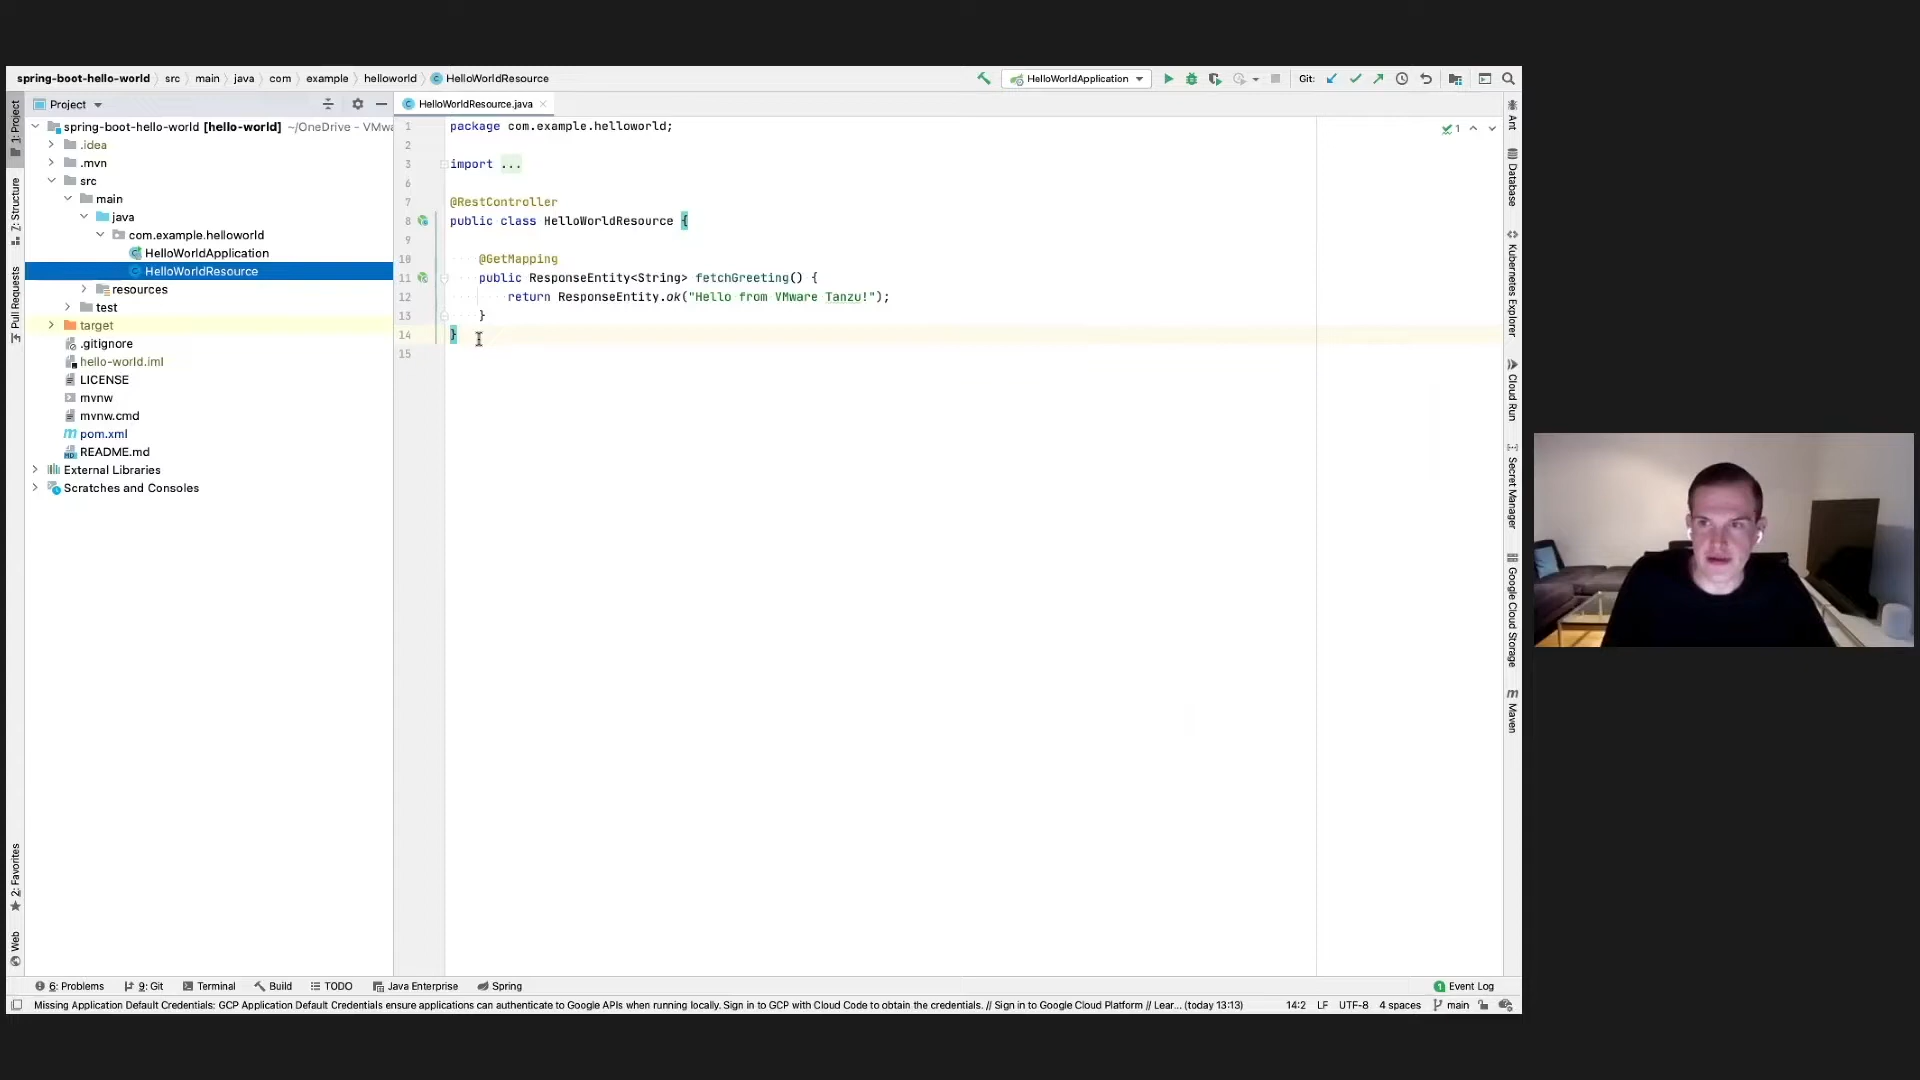 spring-boot-hello-world src main java com example helloworld HelloWorldResource
HelloWorldApplication
Git:
Project
HelloWorldResource.java
1: Project
Z: Structure
Pull Requests
2: Favorites
Web
spring-boot-hello-world [hello-world] ~/OneDrive - VMwa
.idea
.mvn
src
main
java
com.example.helloworld
HelloWorldApplication
HelloWorldResource
resources
test
target
.gitignore
hello-world.iml
LICENSE
mvnw
mvnw.cmd
pom.xml
README.md
External Libraries
Scratches and Consoles
1 package com.example.helloworld;
2
3 import ...
6
7 @RestController
8 public class HelloWorldResource {
9
10 @GetMapping
11 public ResponseEntity<String> fetchGreeting() {
12 return ResponseEntity.ok("Hello from VMware Tanzu!");
13 }
14 }
15
1
Ant
Database
Kubernetes Explorer
Cloud Run
Secret Manager
Google Cloud Storage
Maven
6: Problems 9: Git Terminal Build TODO Java Enterprise Spring
1 Event Log
Missing Application Default Credentials: GCP Application Default Credentials ensure applications can authenticate to Google APIs when running locally. Sign in to GCP with Cloud Code to obtain the credentials. // Sign in to Google Cloud Platform // Lear... (today 13:13)
14:2 LF UTF-8 4 spaces main